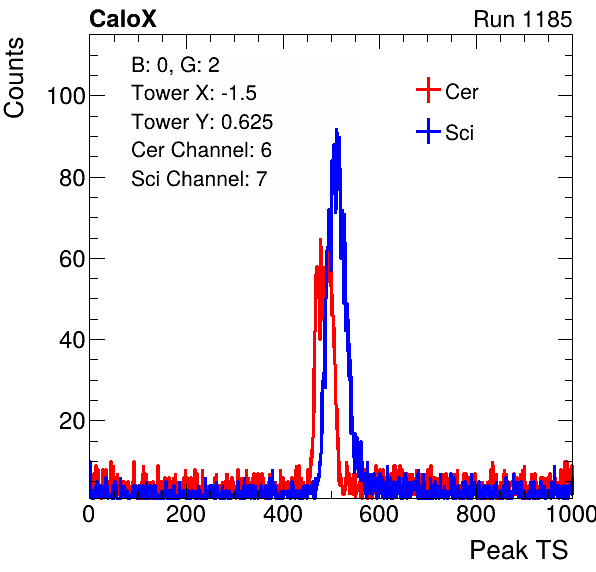 CaloX Run 1185
Counts
B: 0, G: 2
Tower X: -1.5
Tower Y: 0.625
Cer Channel: 6
Sci Channel: 7
Cer
Sci
100
80
60
40
20
0 200 400 600 800 1000
Peak TS